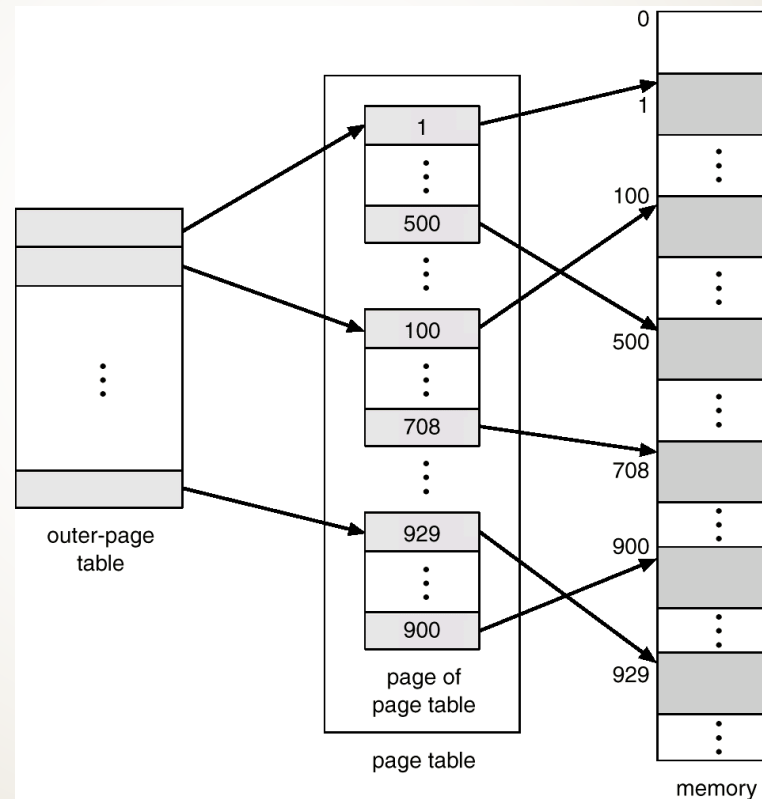 outer-page
table
1
500
100
708
929
900
page of
page table
page table
0
1
100
500
708
900
929
memory